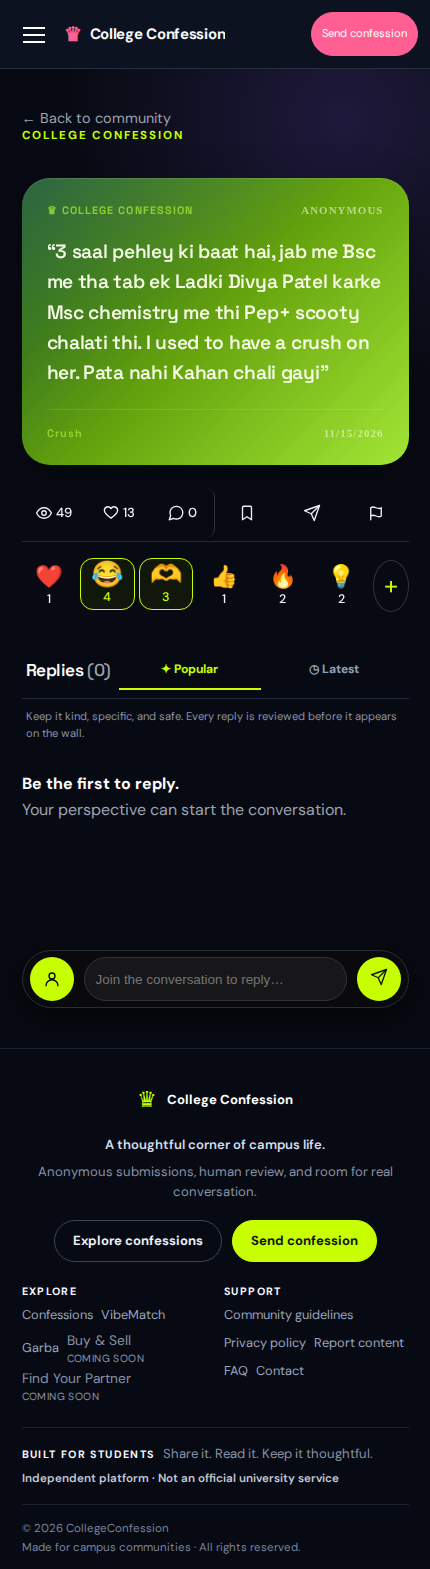 College Confession
Send confession
← Back to community
COLLEGE CONFESSION
♛ COLLEGE CONFESSION
ANONYMOUS
“3 saal pehley ki baat hai, jab me Bsc
me tha tab ek Ladki Divya Patel karke
Msc chemistry me thi Pep+ scooty
chalati thi. I used to have a crush on
her. Pata nahi Kahan chali gayi”
Crush
11/15/2026
49
13
0
1
4
3
1
2
2
+
Replies (0)
✦ Popular
◷ Latest
Keep it kind, specific, and safe. Every reply is reviewed before it appears
on the wall.
Be the first to reply.
Your perspective can start the conversation.
Join the conversation to reply…
College Confession
A thoughtful corner of campus life.
Anonymous submissions, human review, and room for real
conversation.
Explore confessions
Send confession
EXPLORE
Confessions VibeMatch
Garba Buy & Sell
COMING SOON
Find Your Partner
COMING SOON
SUPPORT
Community guidelines
Privacy policy Report content
FAQ Contact
BUILT FOR STUDENTS Share it. Read it. Keep it thoughtful.
Independent platform · Not an official university service
© 2026 CollegeConfession
Made for campus communities · All rights reserved.